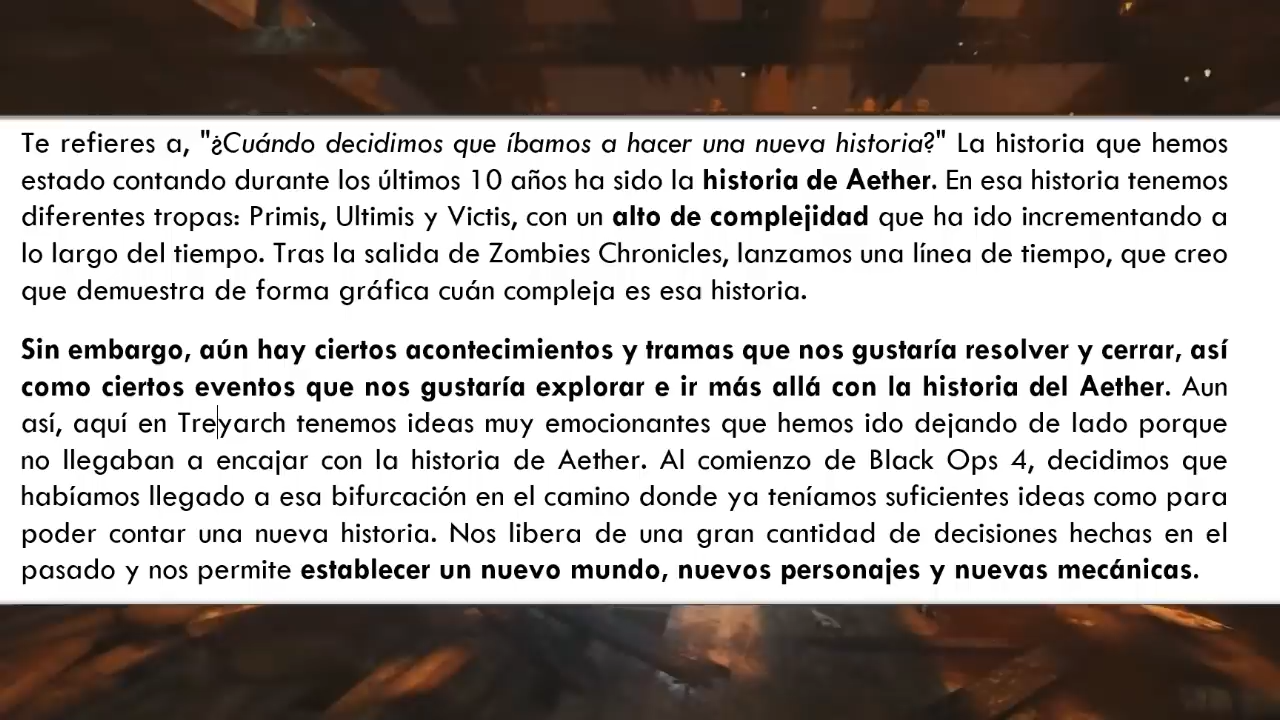 Te refieres a, "¿Cuándo decidimos que íbamos a hacer una nueva historia?" La historia que hemos
estado contando durante los últimos 10 años ha sido la historia de Aether. En esa historia tenemos
diferentes tropas: Primis, Ultimis y Victis, con un alto de complejidad que ha ido incrementando a
lo largo del tiempo. Tras la salida de Zombies Chronicles, lanzamos una línea de tiempo, que creo
que demuestra de forma gráfica cuán compleja es esa historia.
Sin embargo, aún hay ciertos acontecimientos y tramas que nos gustaría resolver y cerrar, así
como ciertos eventos que nos gustaría explorar e ir más allá con la historia del Aether. Aun
así, aquí en Treyarch tenemos ideas muy emocionantes que hemos ido dejando de lado porque
no llegaban a encajar con la historia de Aether. Al comienzo de Black Ops 4, decidimos que
habíamos llegado a esa bifurcación en el camino donde ya teníamos suficientes ideas como para
poder contar una nueva historia. Nos libera de una gran cantidad de decisiones hechas en el
pasado y nos permite establecer un nuevo mundo, nuevos personajes y nuevas mecánicas.